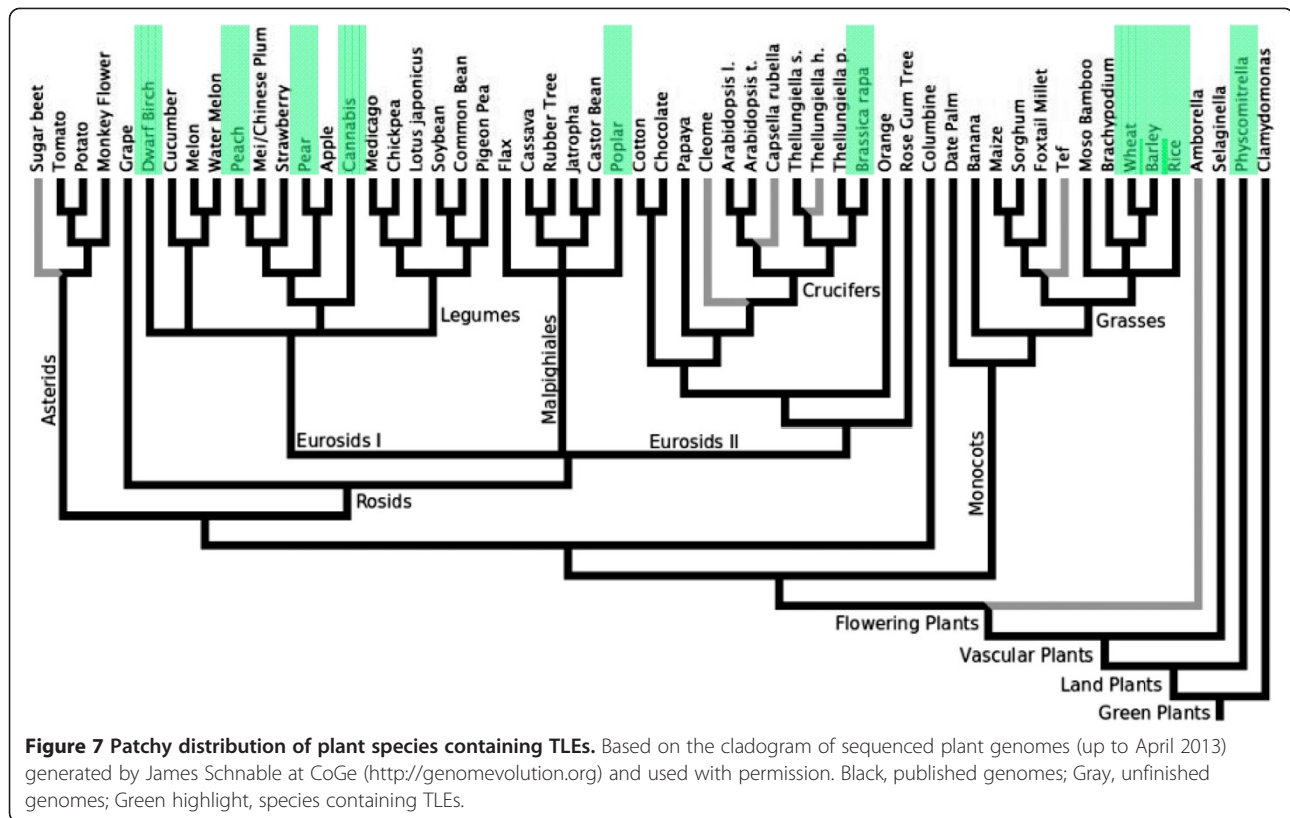 Sugar beet
Tomato
Potato
Monkey Flower
Grape
Dwarf Birch
Cucumber
Melon
Water Melon
Peach
Mei/Chinese Plum
Strawberry
Pear
Apple
Cannabis
Medicago
Chickpea
Lotus japonicus
Soybean
Common Bean
Pigeon Pea
Flax
Cassava
Rubber Tree
Jatropha
Castor Bean
Poplar
Cotton
Chocolate
Papaya
Cleome
Arabidopsis l.
Arabidopsis t.
Capsella rubella
Thellungiella s.
Thellungiella h.
Thellungiella p.
Brassica rapa
Orange
Rose Gum Tree
Columbine
Date Palm
Banana
Maize
Sorghum
Foxtail Millet
Tef
Moso Bamboo
Brachypodium
Wheat
Barley
Rice
Amborella
Selaginella
Physcomitrella
Clamydomonas
Crucifers
Legumes
Grasses
Asterids
Malpighiales
Eurosids I
Eurosids II
Monocots
Rosids
Flowering Plants
Vascular Plants
Land Plants
Green Plants
Figure 7 Patchy distribution of plant species containing TLEs. Based on the cladogram of sequenced plant genomes (up to April 2013)
generated by James Schnable at CoGe (http://genomevolution.org) and used with permission. Black, published genomes; Gray, unfinished
genomes; Green highlight, species containing TLEs.